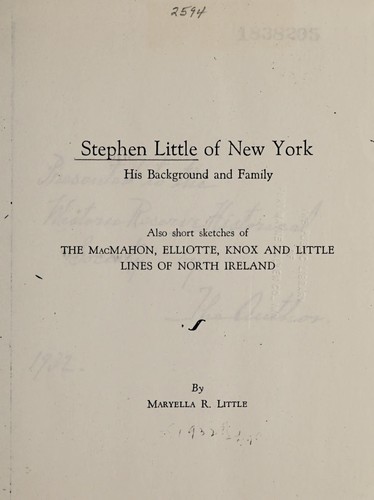 2594
1838205
Stephen Little of New York
His Background and Family
Also short sketches of
THE MacMAHON, ELLIOTTE, KNOX AND LITTLE
LINES OF NORTH IRELAND
By
Maryella R. Little